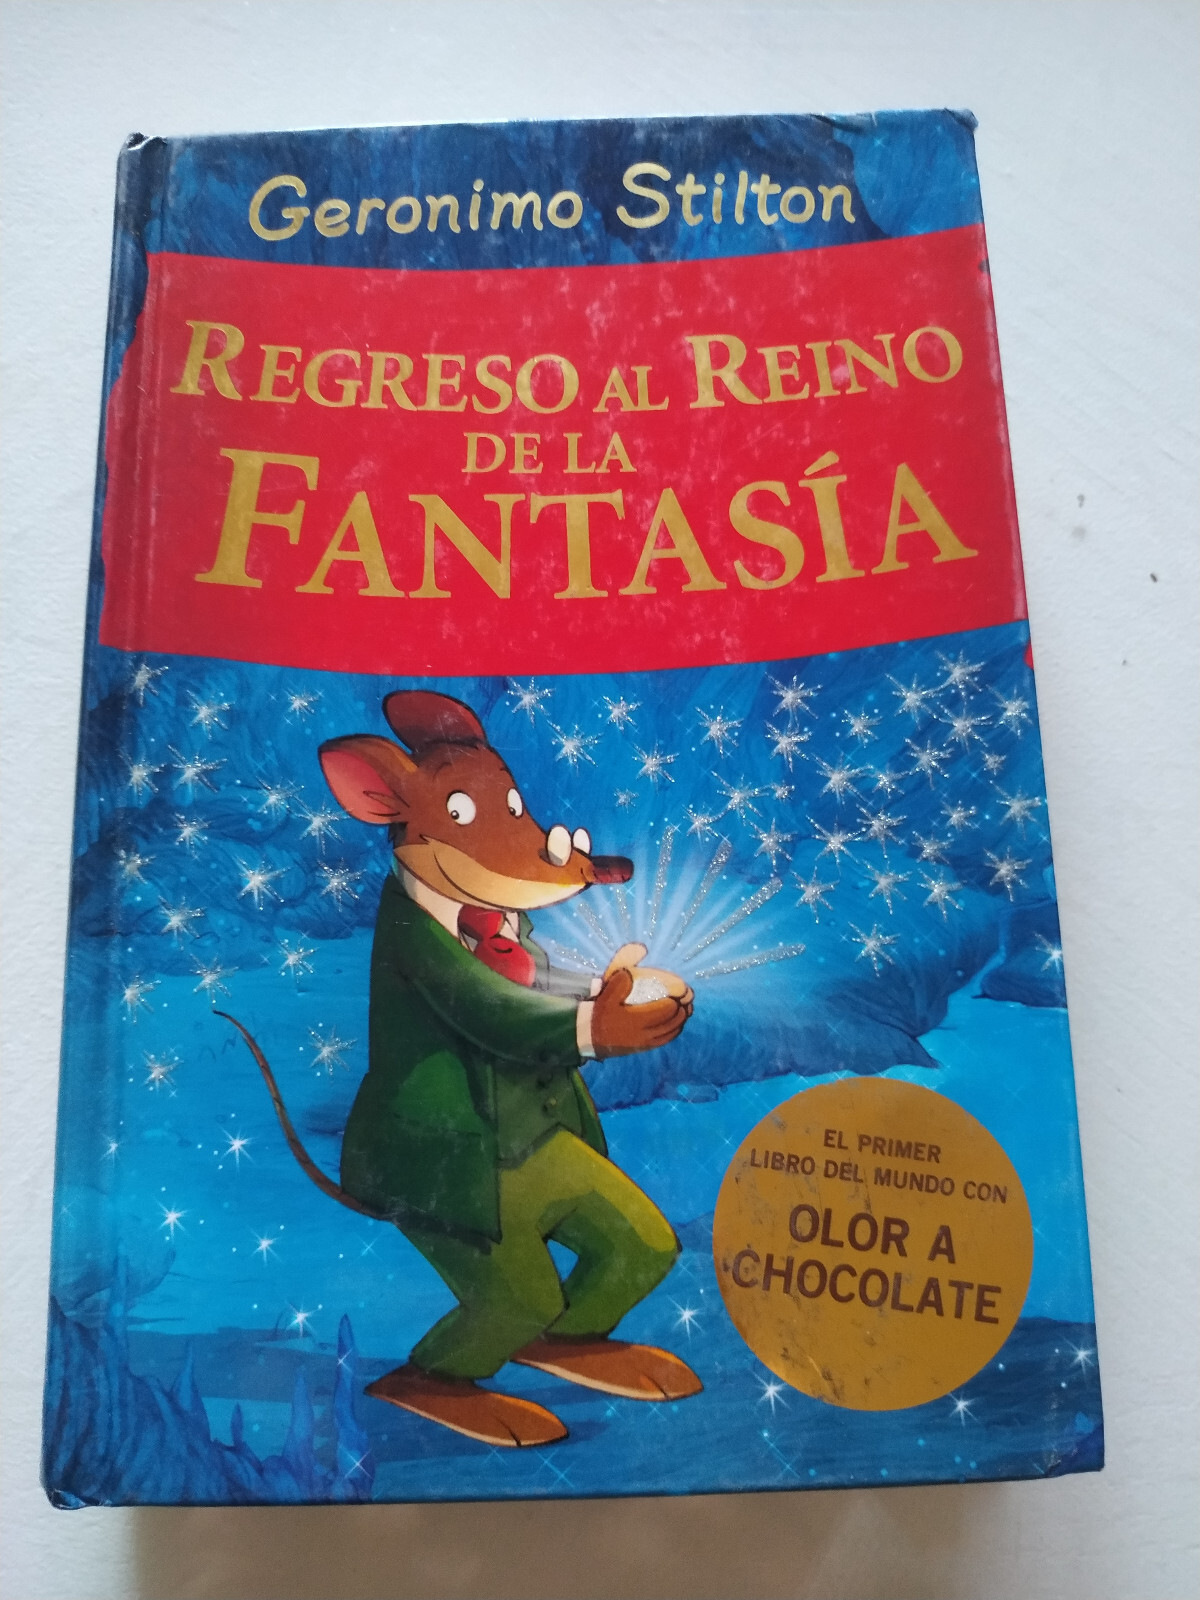 Geronimo Stilton
REGRESO AL REINO
DE LA
FANTASÍA
EL PRIMER
LIBRO DEL MUNDO CON
OLOR A
CHOCOLATE